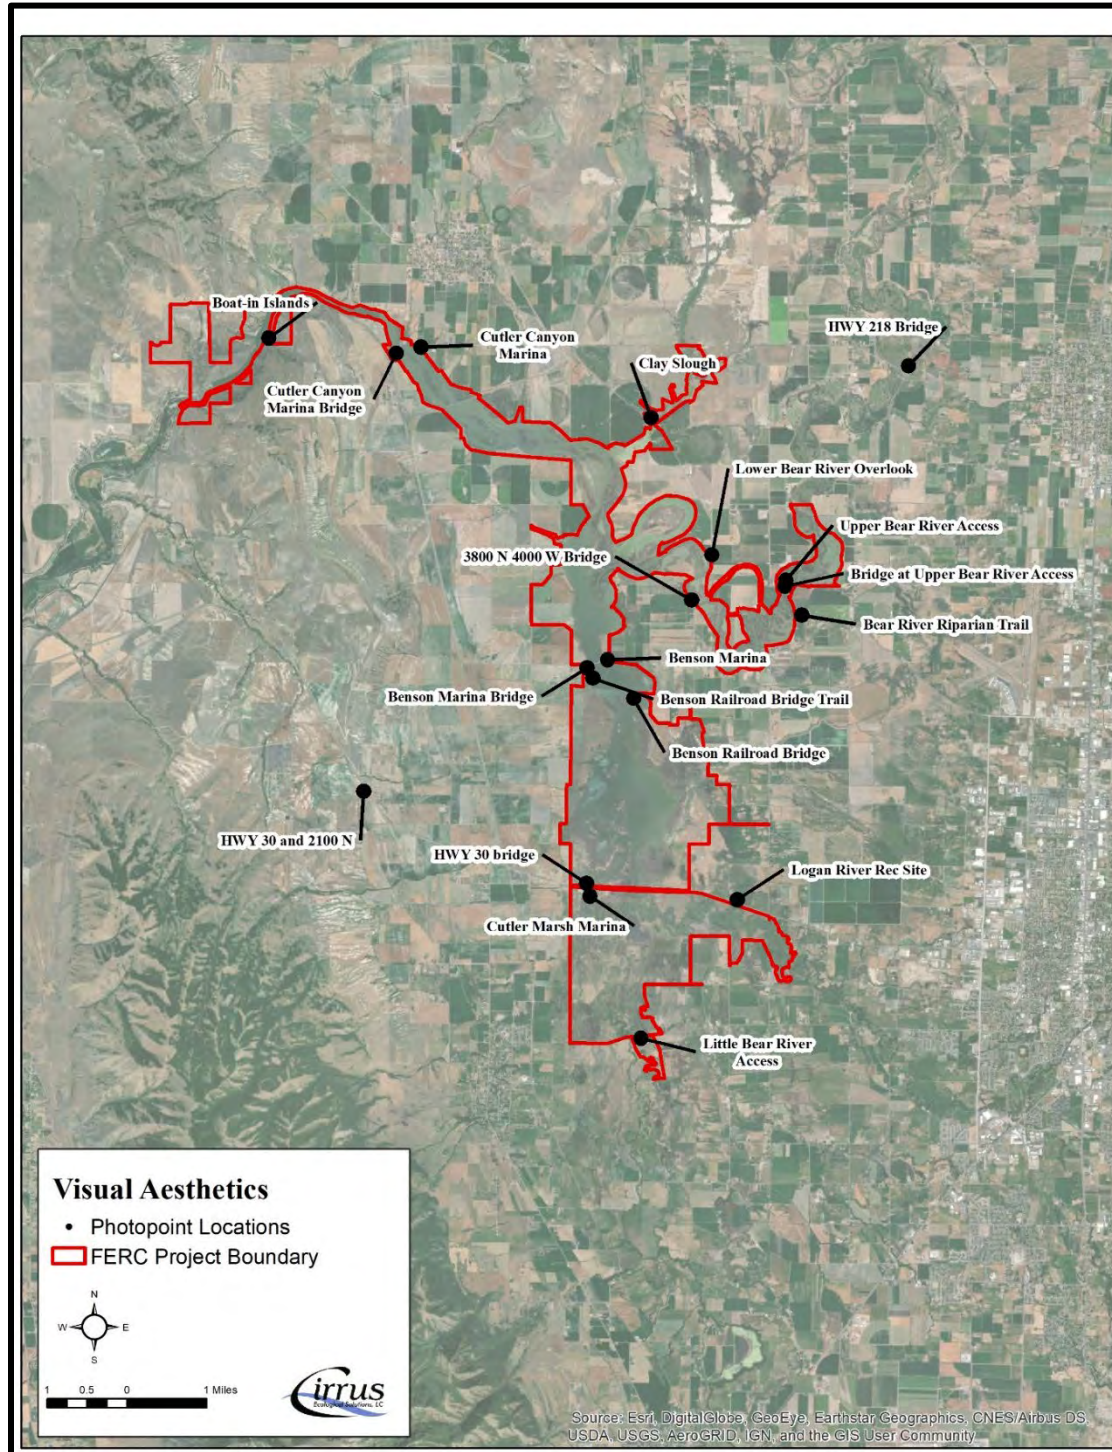 Boat-in Islands
HWY 218 Bridge
Cutler Canyon
Marina
Clay Slough
Cutler Canyon
Marina Bridge
Lower Bear River Overlook
Upper Bear River Access
3800 N 4000 W Bridge
Bridge at Upper Bear River Access
Bear River Riparian Trail
Benson Marina
Benson Marina Bridge
Benson Railroad Bridge Trail
Benson Railroad Bridge
HWY 30 and 2100 N
HWY 30 bridge
Logan River Rec Site
Cutler Marsh Marina
Little Bear River
Access
Visual Aesthetics
Photopoint Locations
FERC Project Boundary
N
W E
S
1 0.5 0 1 Miles
Cirrus
Ecological Solutions, LC
Source: Esri, DigitalGlobe, GeoEye, Earthstar Geographics, CNES/Airbus DS,
USDA, USGS, AeroGRID, IGN, and the GIS User Community